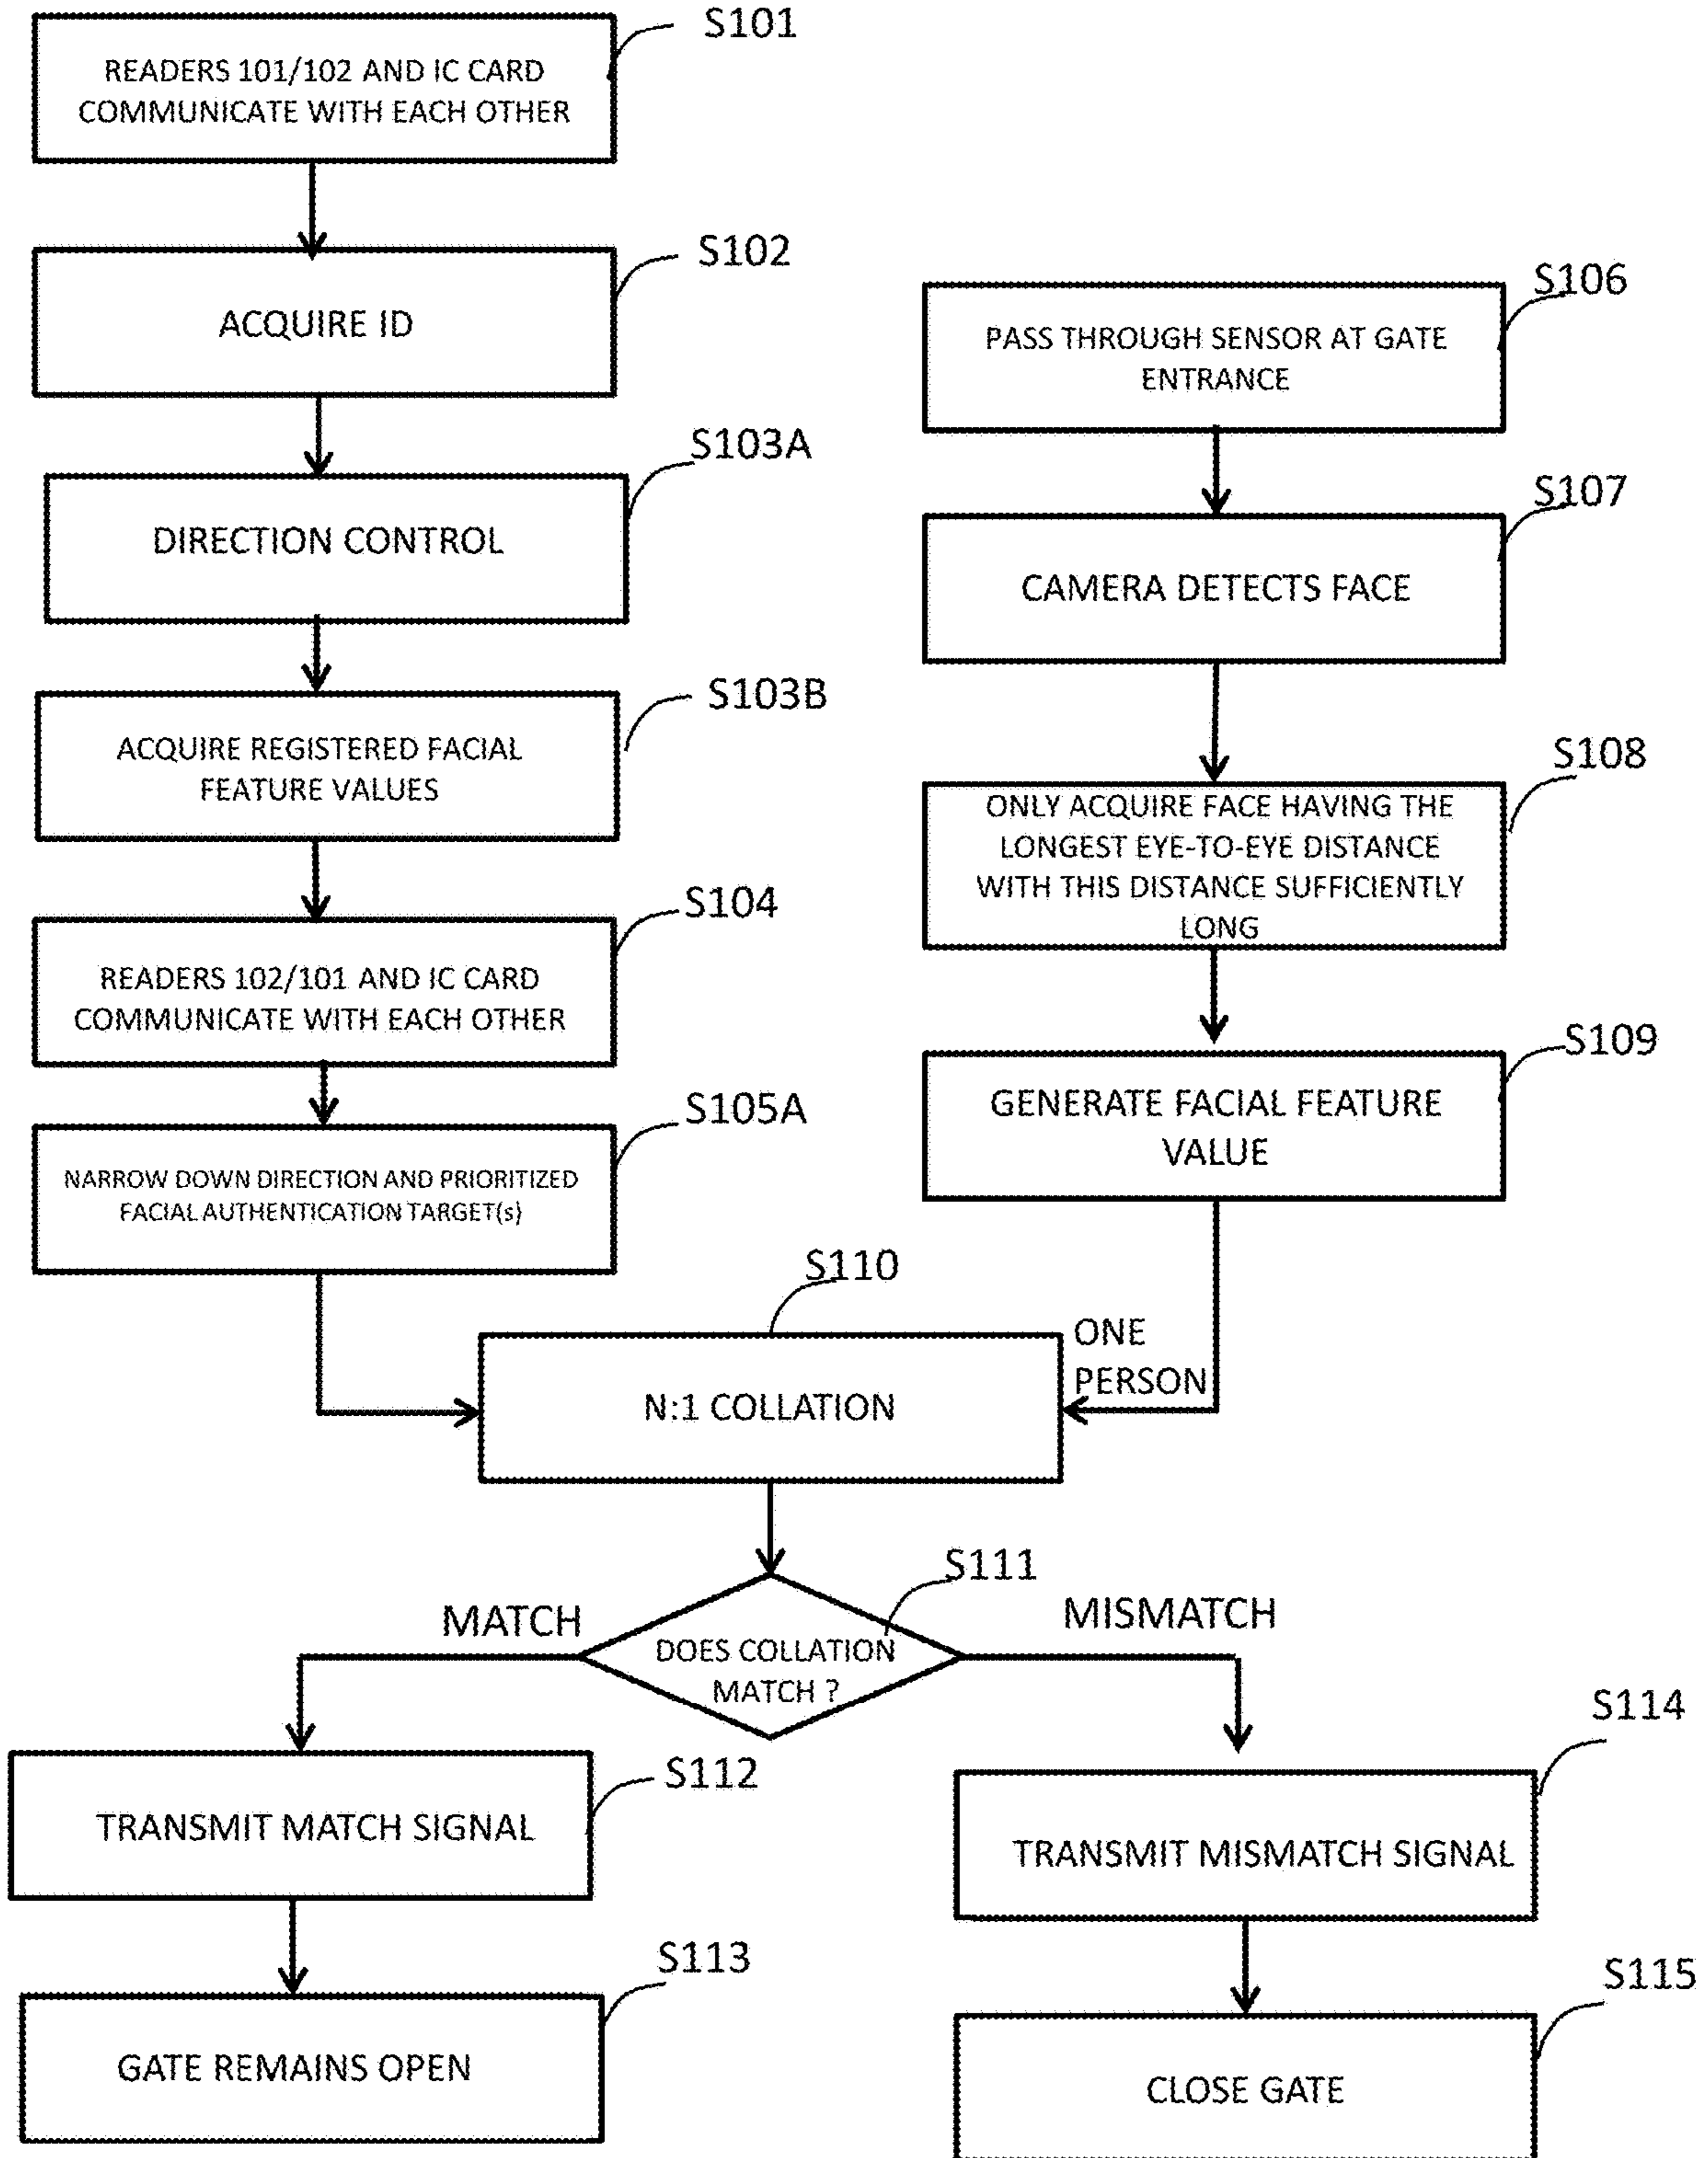 S101
READERS 101/102 AND IC CARD
COMMUNICATE WITH EACH OTHER
S102
ACQUIRE ID
S103A
DIRECTION CONTROL
S103B
ACQUIRE REGISTERED FACIAL
FEATURE VALUES
S104
READERS 102/101 AND IC CARD
COMMUNICATE WITH EACH OTHER
S105A
NARROW DOWN DIRECTION AND PRIORITIZED
FACIAL AUTHENTICATION TARGET(s)
S106
PASS THROUGH SENSOR AT GATE
ENTRANCE
S107
CAMERA DETECTS FACE
S108
ONLY ACQUIRE FACE HAVING THE
LONGEST EYE-TO-EYE DISTANCE
WITH THIS DISTANCE SUFFICIENTLY
LONG
S109
GENERATE FACIAL FEATURE
VALUE
S110
ONE
PERSON
N:1 COLLATION
S111
MATCH
MISMATCH
DOES COLLATION
MATCH ?
S112
TRANSMIT MATCH SIGNAL
S113
GATE REMAINS OPEN
S114
TRANSMIT MISMATCH SIGNAL
S115
CLOSE GATE